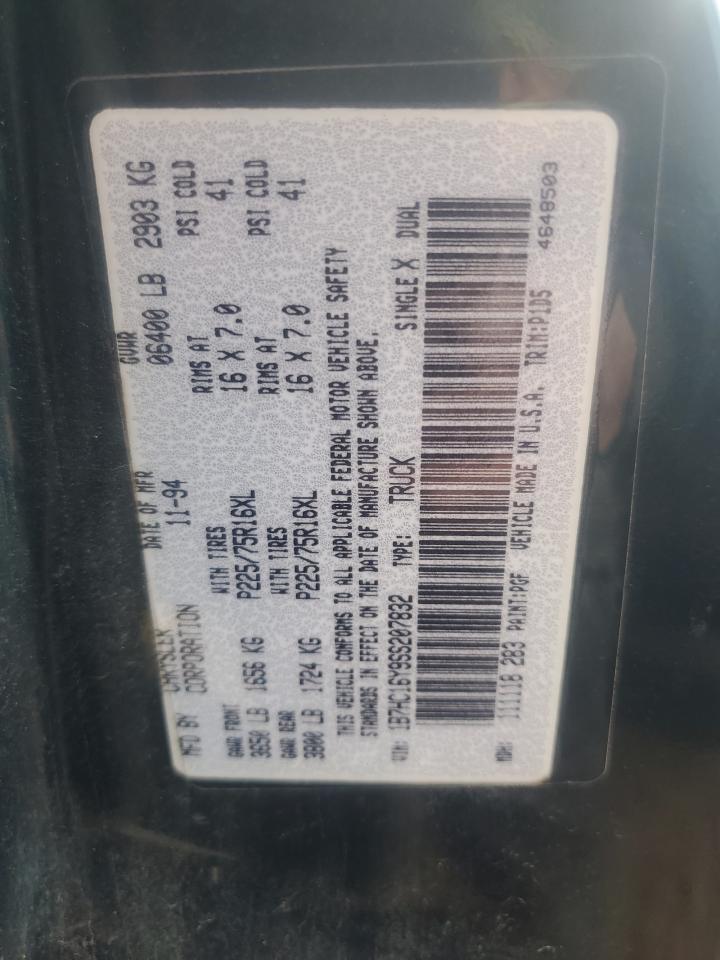 MFD BY CHRYSLER CORPORATION
DATE OF MFR 11-94
GVWR 06400 LB 2903 KG
GAWR FRONT WITH TIRES RIMS AT PSI COLD
3650 LB 1656 KG P225/75R16XL 16 X 7.0 41
GAWR REAR WITH TIRES RIMS AT PSI COLD
3800 LB 1724 KG P225/75R16XL 16 X 7.0 41
THIS VEHICLE CONFORMS TO ALL APPLICABLE FEDERAL MOTOR VEHICLE SAFETY
STANDARDS IN EFFECT ON THE DATE OF MANUFACTURE SHOWN ABOVE.
VIN: 1B7HC16Y9SS207832 TYPE: TRUCK SINGLE X DUAL
MDH: 111118 283 PAINT:PGF VEHICLE MADE IN U.S.A. TRIM:P1D5
4648503